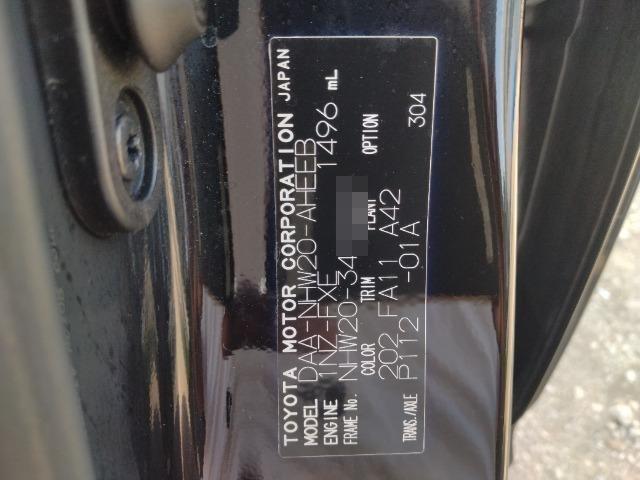 TOYOTA MOTOR CORPORATION JAPAN
MODEL DAA-NHW20-AHEEB
ENGINE 1NZ-FXE 1496 mL
FRAME No. NHW20-34
COLOR TRIM PLANT OPTION
202 FA11 A42
TRANS./AXLE P112 -01A 304